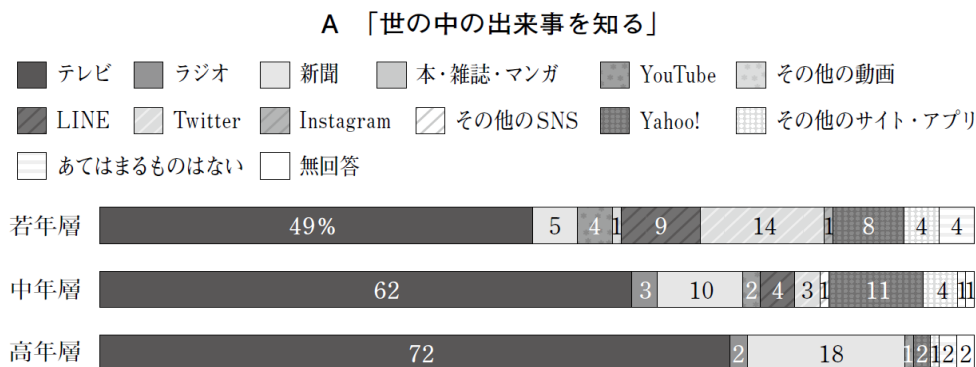 A 「世の中の出来事を知る」
テレビ ラジオ 新聞 本・雑誌・マンガ YouTube その他の動画
LINE Twitter Instagram その他のSNS Yahoo! その他のサイト・アプリ
あてはまるものはない 無回答
若年層 49% 5 4 1 9 14 1 8 4 4
中年層 62 3 10 2 4 3 1 11 4 1 1
高年層 72 2 18 1 2 1 2 2